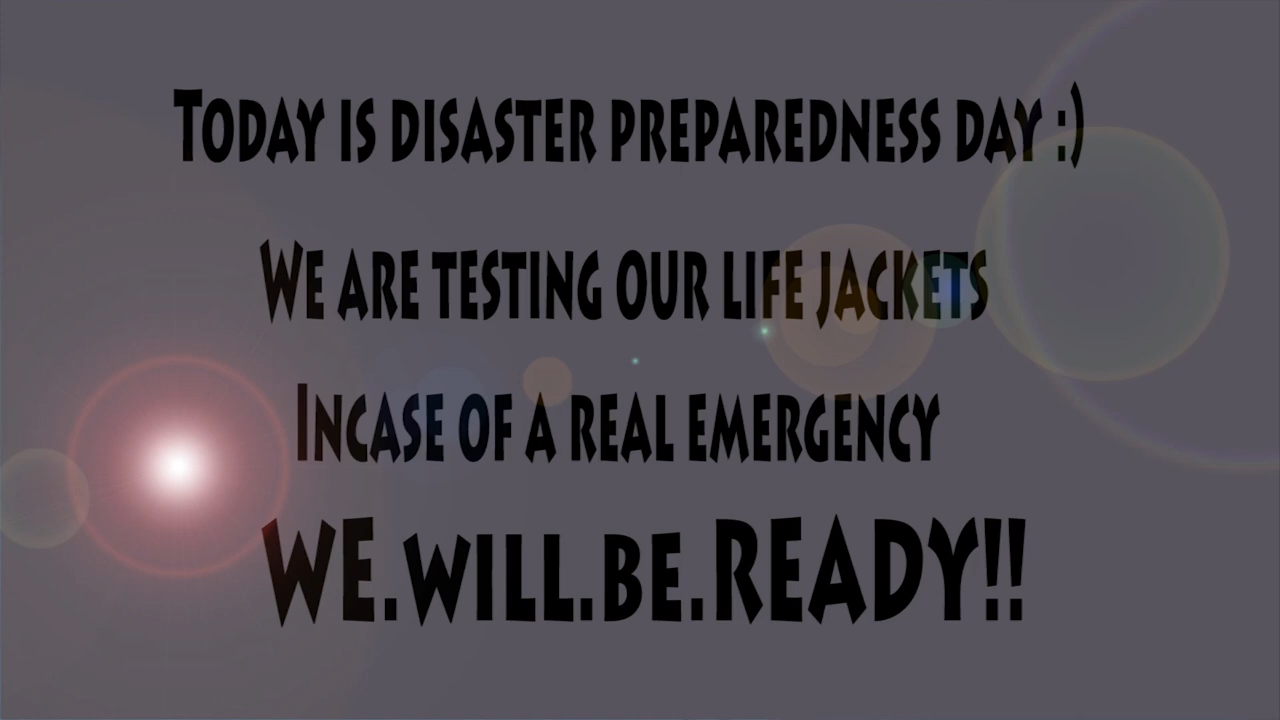 Today is disaster preparedness day :)
We are testing our life jackets
Incase of a real emergency
WE.will.be.READY!!